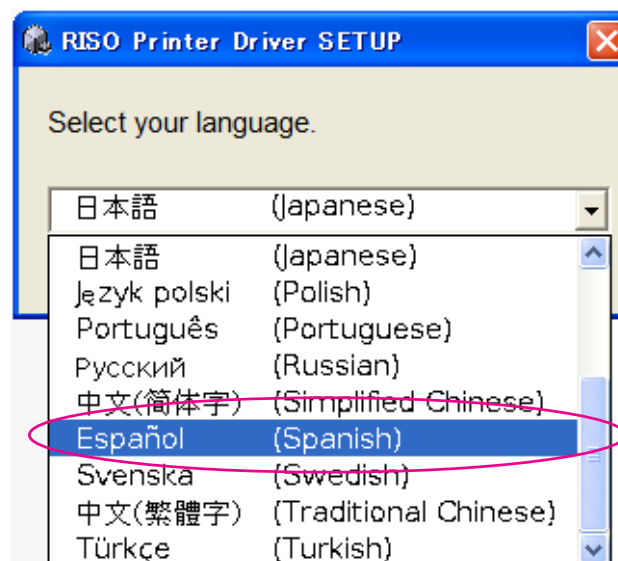 RISO Printer Driver SETUP
Select your language.
日本語 (Japanese)
日本語 (Japanese)
Język polski (Polish)
Português (Portuguese)
Русский (Russian)
中文(简体字) (Simplified Chinese)
Español (Spanish)
Svenska (Swedish)
中文(繁體字) (Traditional Chinese)
Türkçe (Turkish)